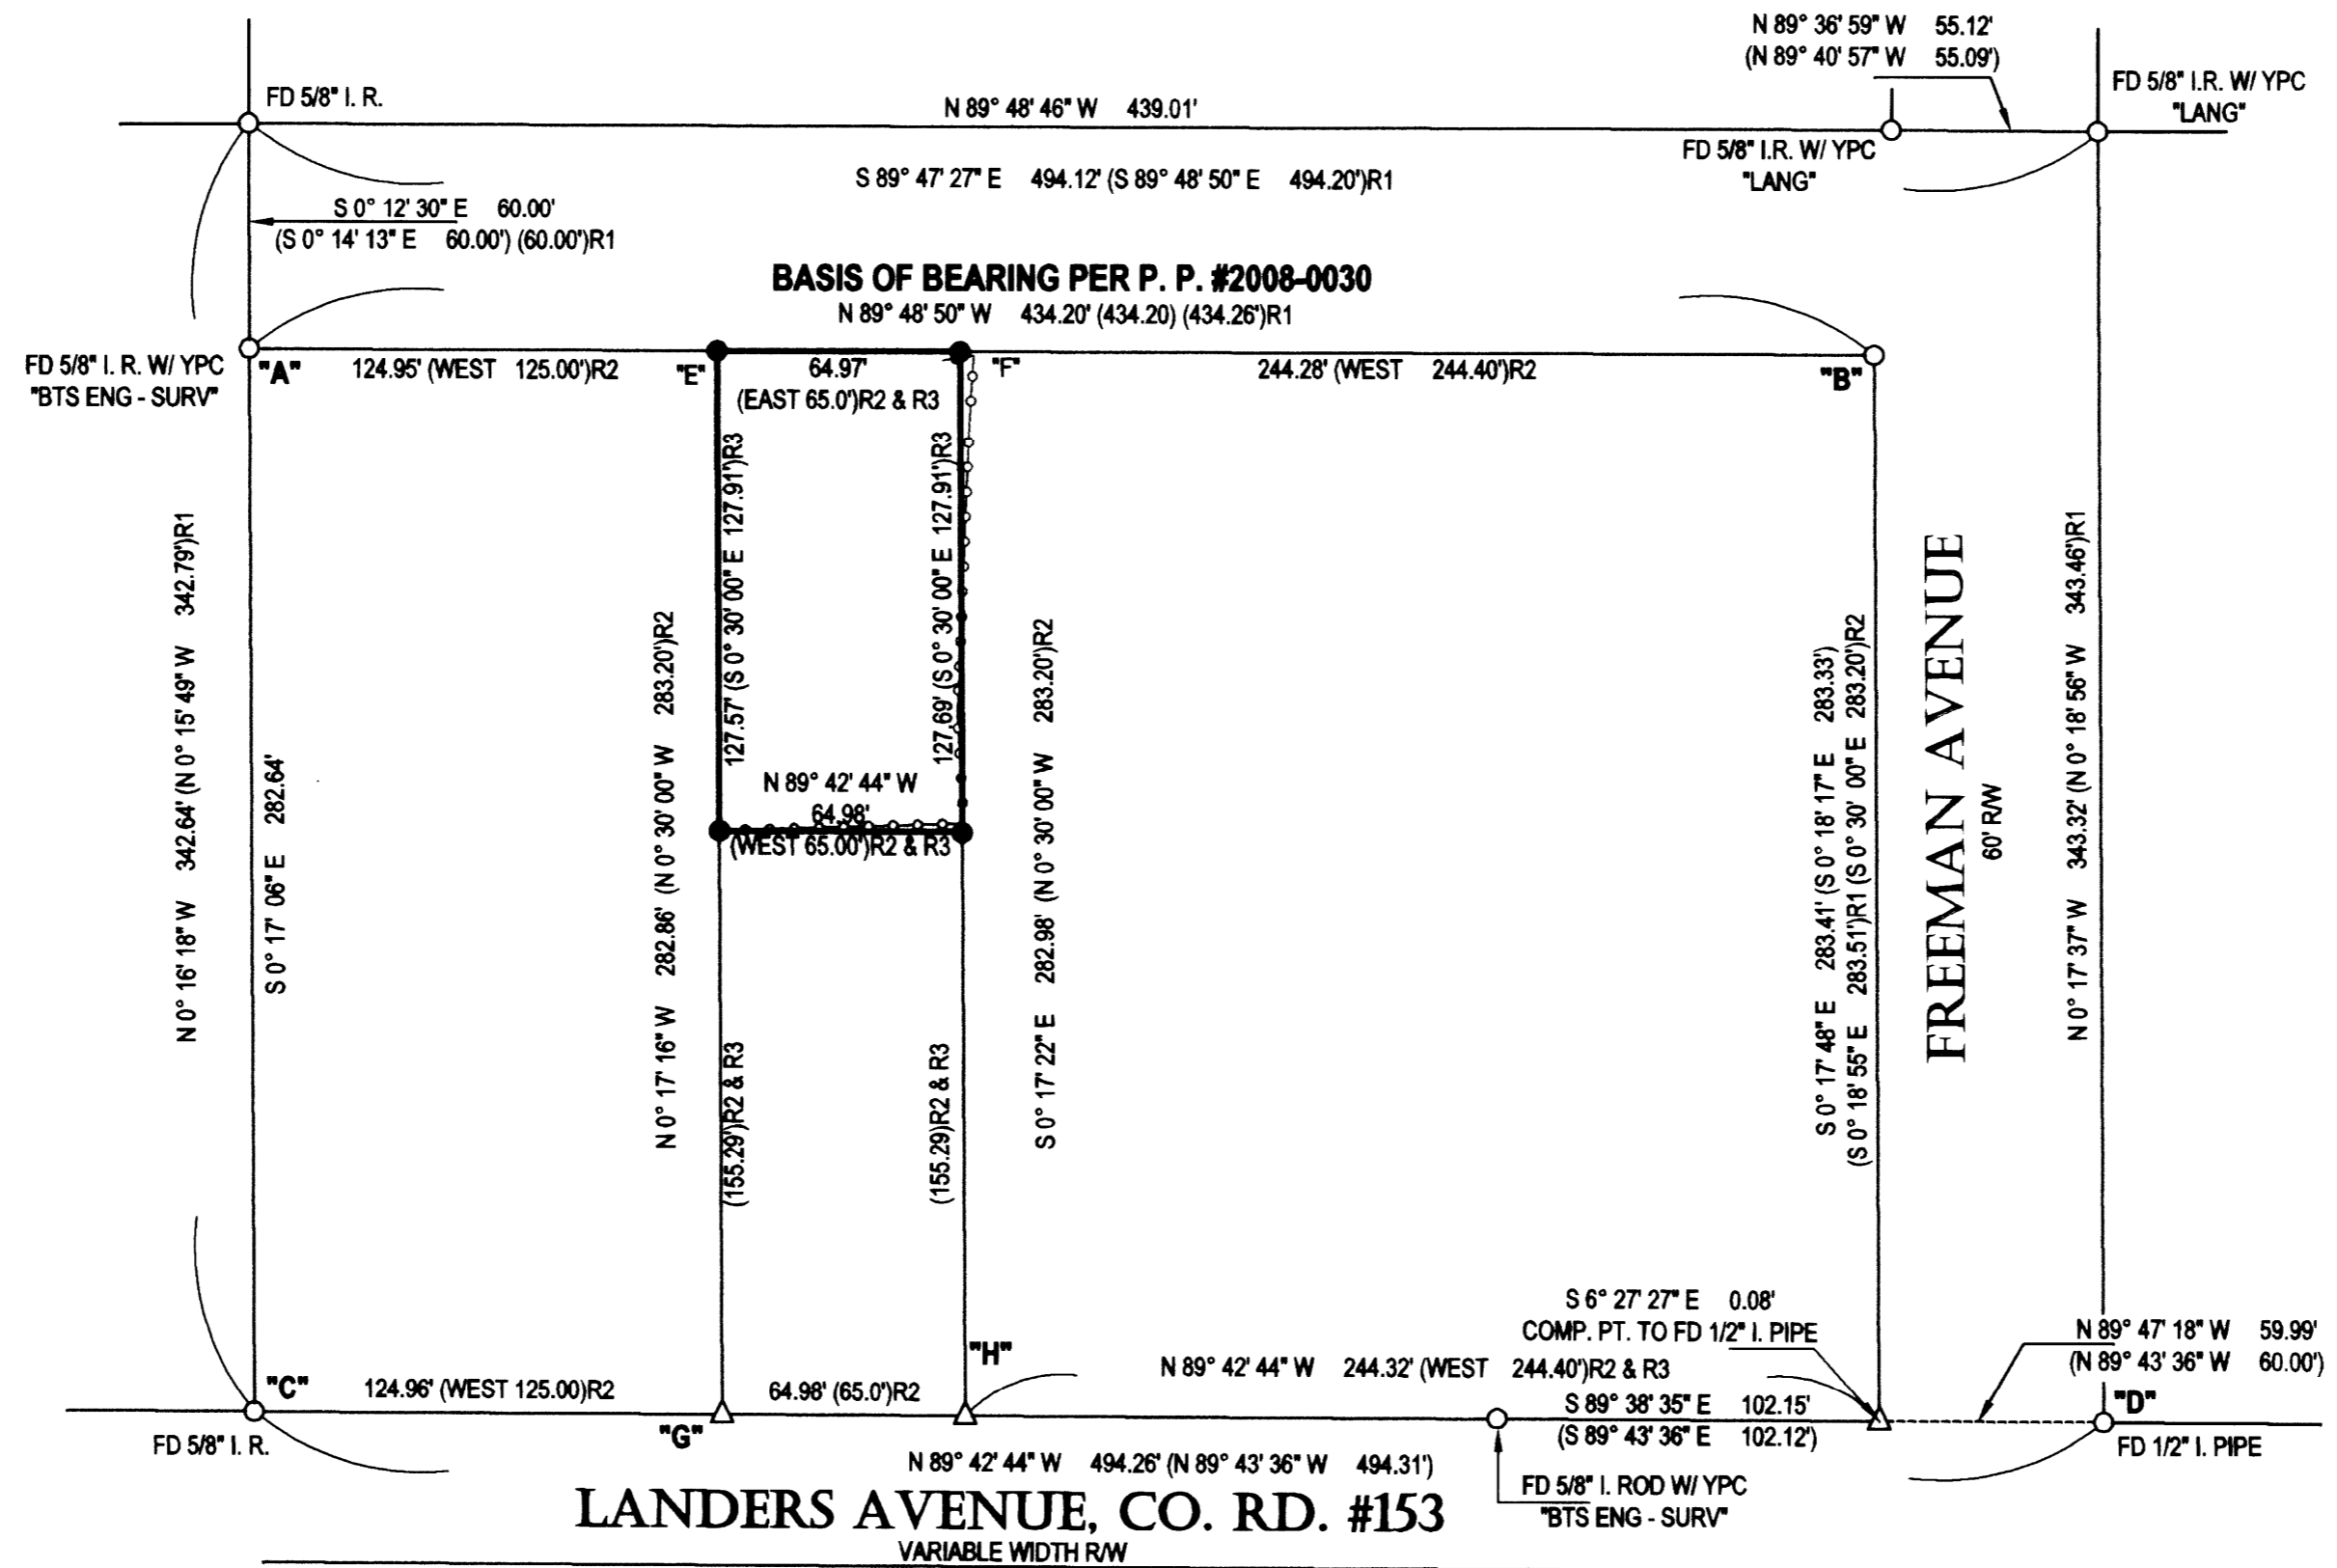 N 89° 36' 59" W 55.12'
(N 89° 40' 57" W 55.09')
FD 5/8" I. R.
N 89° 48' 46" W 439.01'
FD 5/8" I.R. W/ YPC
"LANG"
FD 5/8" I.R. W/ YPC
"LANG"
S 89° 47' 27" E 494.12' (S 89° 48' 50" E 494.20')R1
S 0° 12' 30" E 60.00'
(S 0° 14' 13" E 60.00') (60.00')R1
BASIS OF BEARING PER P. P. #2008-0030
N 89° 48' 50" W 434.20' (434.20) (434.26')R1
FD 5/8" I. R. W/ YPC
"BTS ENG - SURV"
"A"
124.95' (WEST 125.00')R2
"E"
64.97'
(EAST 65.0')R2 & R3
"F"
244.28' (WEST 244.40')R2
"B"
N 0° 16' 18" W 342.64' (N 0° 15' 49" W 342.79')R1
S 0° 17' 06" E 282.64'
N 0° 17' 16" W 282.86' (N 0° 30' 00" W 283.20')R2
127.57' (S 0° 30' 00" E 127.91')R3
127.69' (S 0° 30' 00" E 127.91')R3
N 89° 42' 44" W
64.98'
(WEST 65.00')R2 & R3
(155.29')R2 & R3
(155.29)R2 & R3
S 0° 17' 22" E 282.98' (N 0° 30' 00" W 283.20')R2
S 0° 17' 48" E 283.41' (S 0° 18' 17" E 283.33')
(S 0° 18' 55" E 283.51')R1 (S 0° 30' 00" E 283.20')R2
FREEMAN AVENUE
60' R/W
N 0° 17' 37" W 343.32' (N 0° 18' 56" W 343.46')R1
S 6° 27' 27" E 0.08'
COMP. PT. TO FD 1/2" I. PIPE
N 89° 47' 18" W 59.99'
(N 89° 43' 36" W 60.00')
"H"
N 89° 42' 44" W 244.32' (WEST 244.40')R2 & R3
"C"
124.96' (WEST 125.00)R2
64.98' (65.0')R2
S 89° 38' 35" E 102.15'
(S 89° 43' 36" E 102.12')
"D"
FD 5/8" I. R.
"G"
FD 1/2" I. PIPE
N 89° 42' 44" W 494.26' (N 89° 43' 36" W 494.31')
FD 5/8" I. ROD W/ YPC
"BTS ENG - SURV"
LANDERS AVENUE, CO. RD. #153
VARIABLE WIDTH R/W